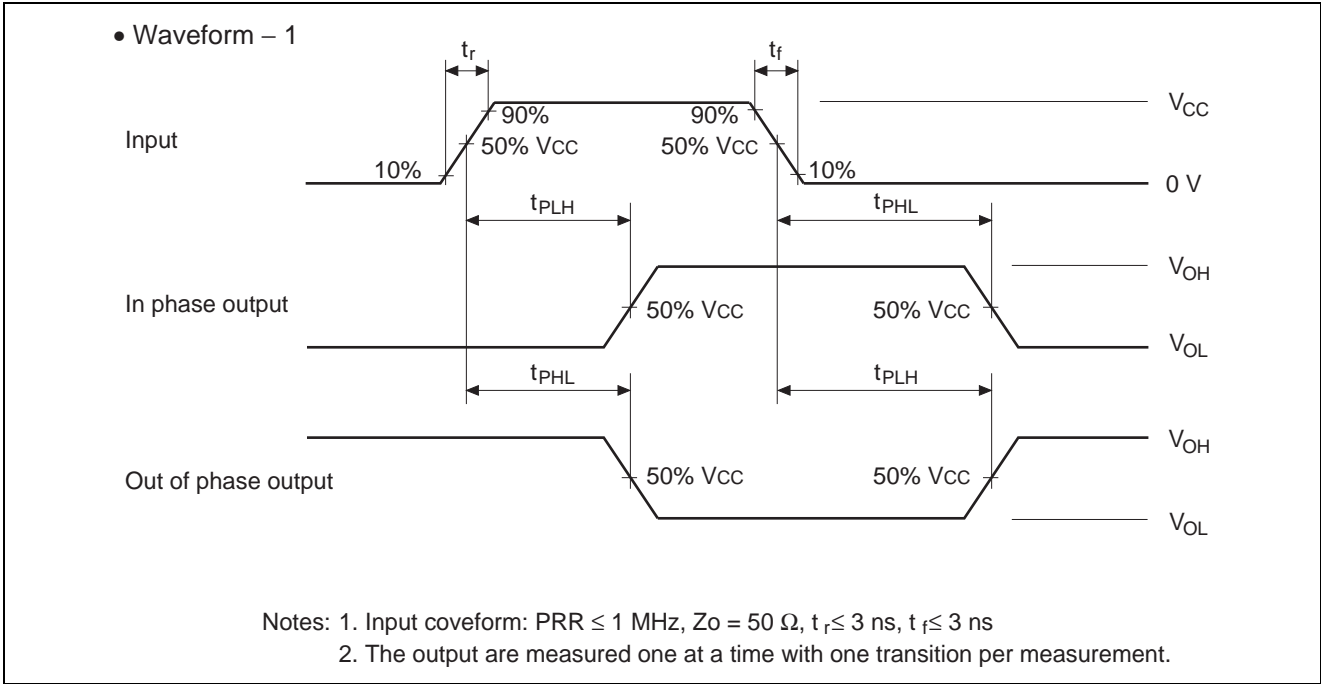 • Waveform – 1
tr
tf
90%
90%
VCC
Input
50% VCC
50% VCC
10%
10%
0 V
tPLH
tPHL
VOH
In phase output
50% VCC
50% VCC
VOL
tPHL
tPLH
VOH
Out of phase output
50% VCC
50% VCC
VOL
Notes: 1. Input coveform: PRR ≤ 1 MHz, Zo = 50 Ω, t r ≤ 3 ns, t f ≤ 3 ns
2. The output are measured one at a time with one transition per measurement.